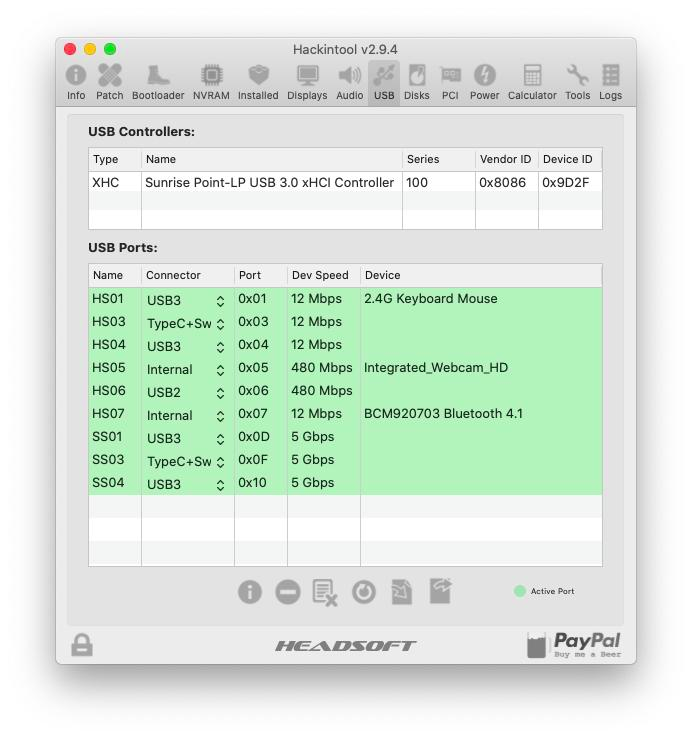 Hackintool v2.9.4
Info Patch Bootloader NVRAM Installed Displays Audio USB Disks PCI Power Calculator Tools Logs
USB Controllers:
Type Name Series Vendor ID Device ID
XHC Sunrise Point-LP USB 3.0 xHCI Controller 100 0x8086 0x9D2F
USB Ports:
Name Connector Port Dev Speed Device
HS01 USB3 0x01 12 Mbps 2.4G Keyboard Mouse
HS03 TypeC+Sw 0x03 12 Mbps
HS04 USB3 0x04 12 Mbps
HS05 Internal 0x05 480 Mbps Integrated_Webcam_HD
HS06 USB2 0x06 480 Mbps
HS07 Internal 0x07 12 Mbps BCM920703 Bluetooth 4.1
SS01 USB3 0x0D 5 Gbps
SS03 TypeC+Sw 0x0F 5 Gbps
SS04 USB3 0x10 5 Gbps
Active Port
HEADSOFT
PayPal
Buy me a Beer